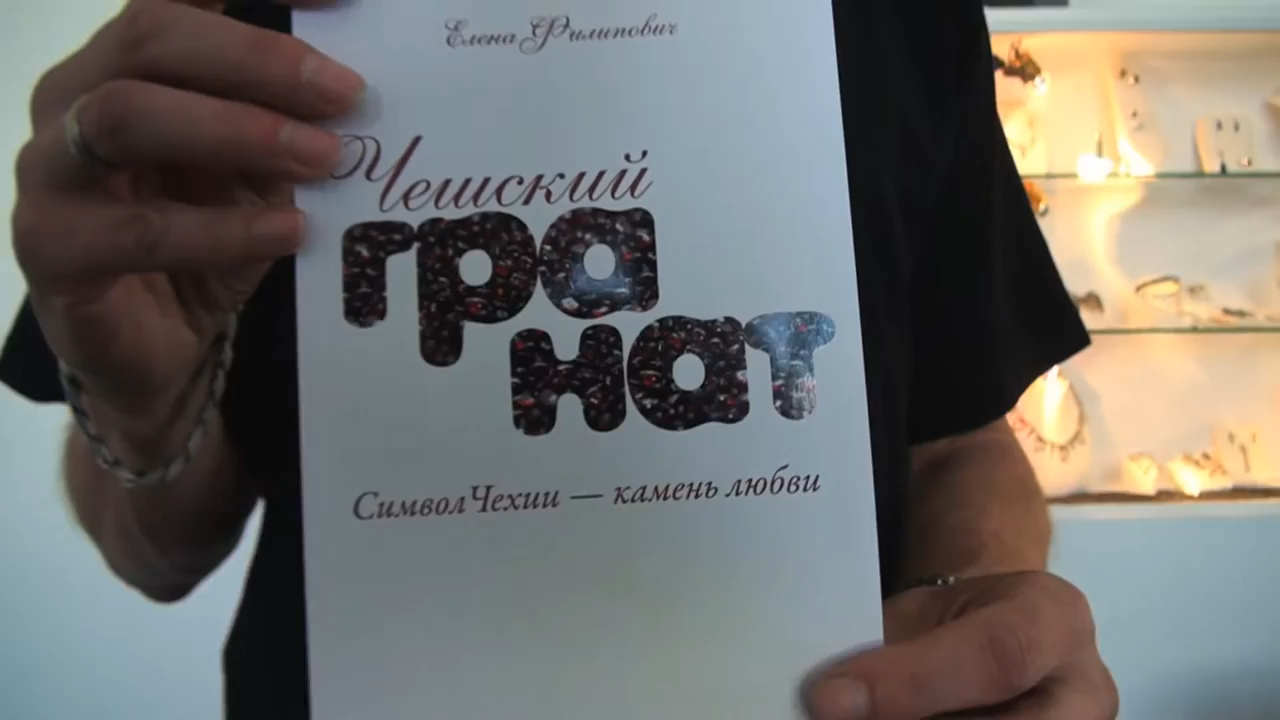 Елена Филипович
Чешский
гра
нат
Символ Чехии — камень любви